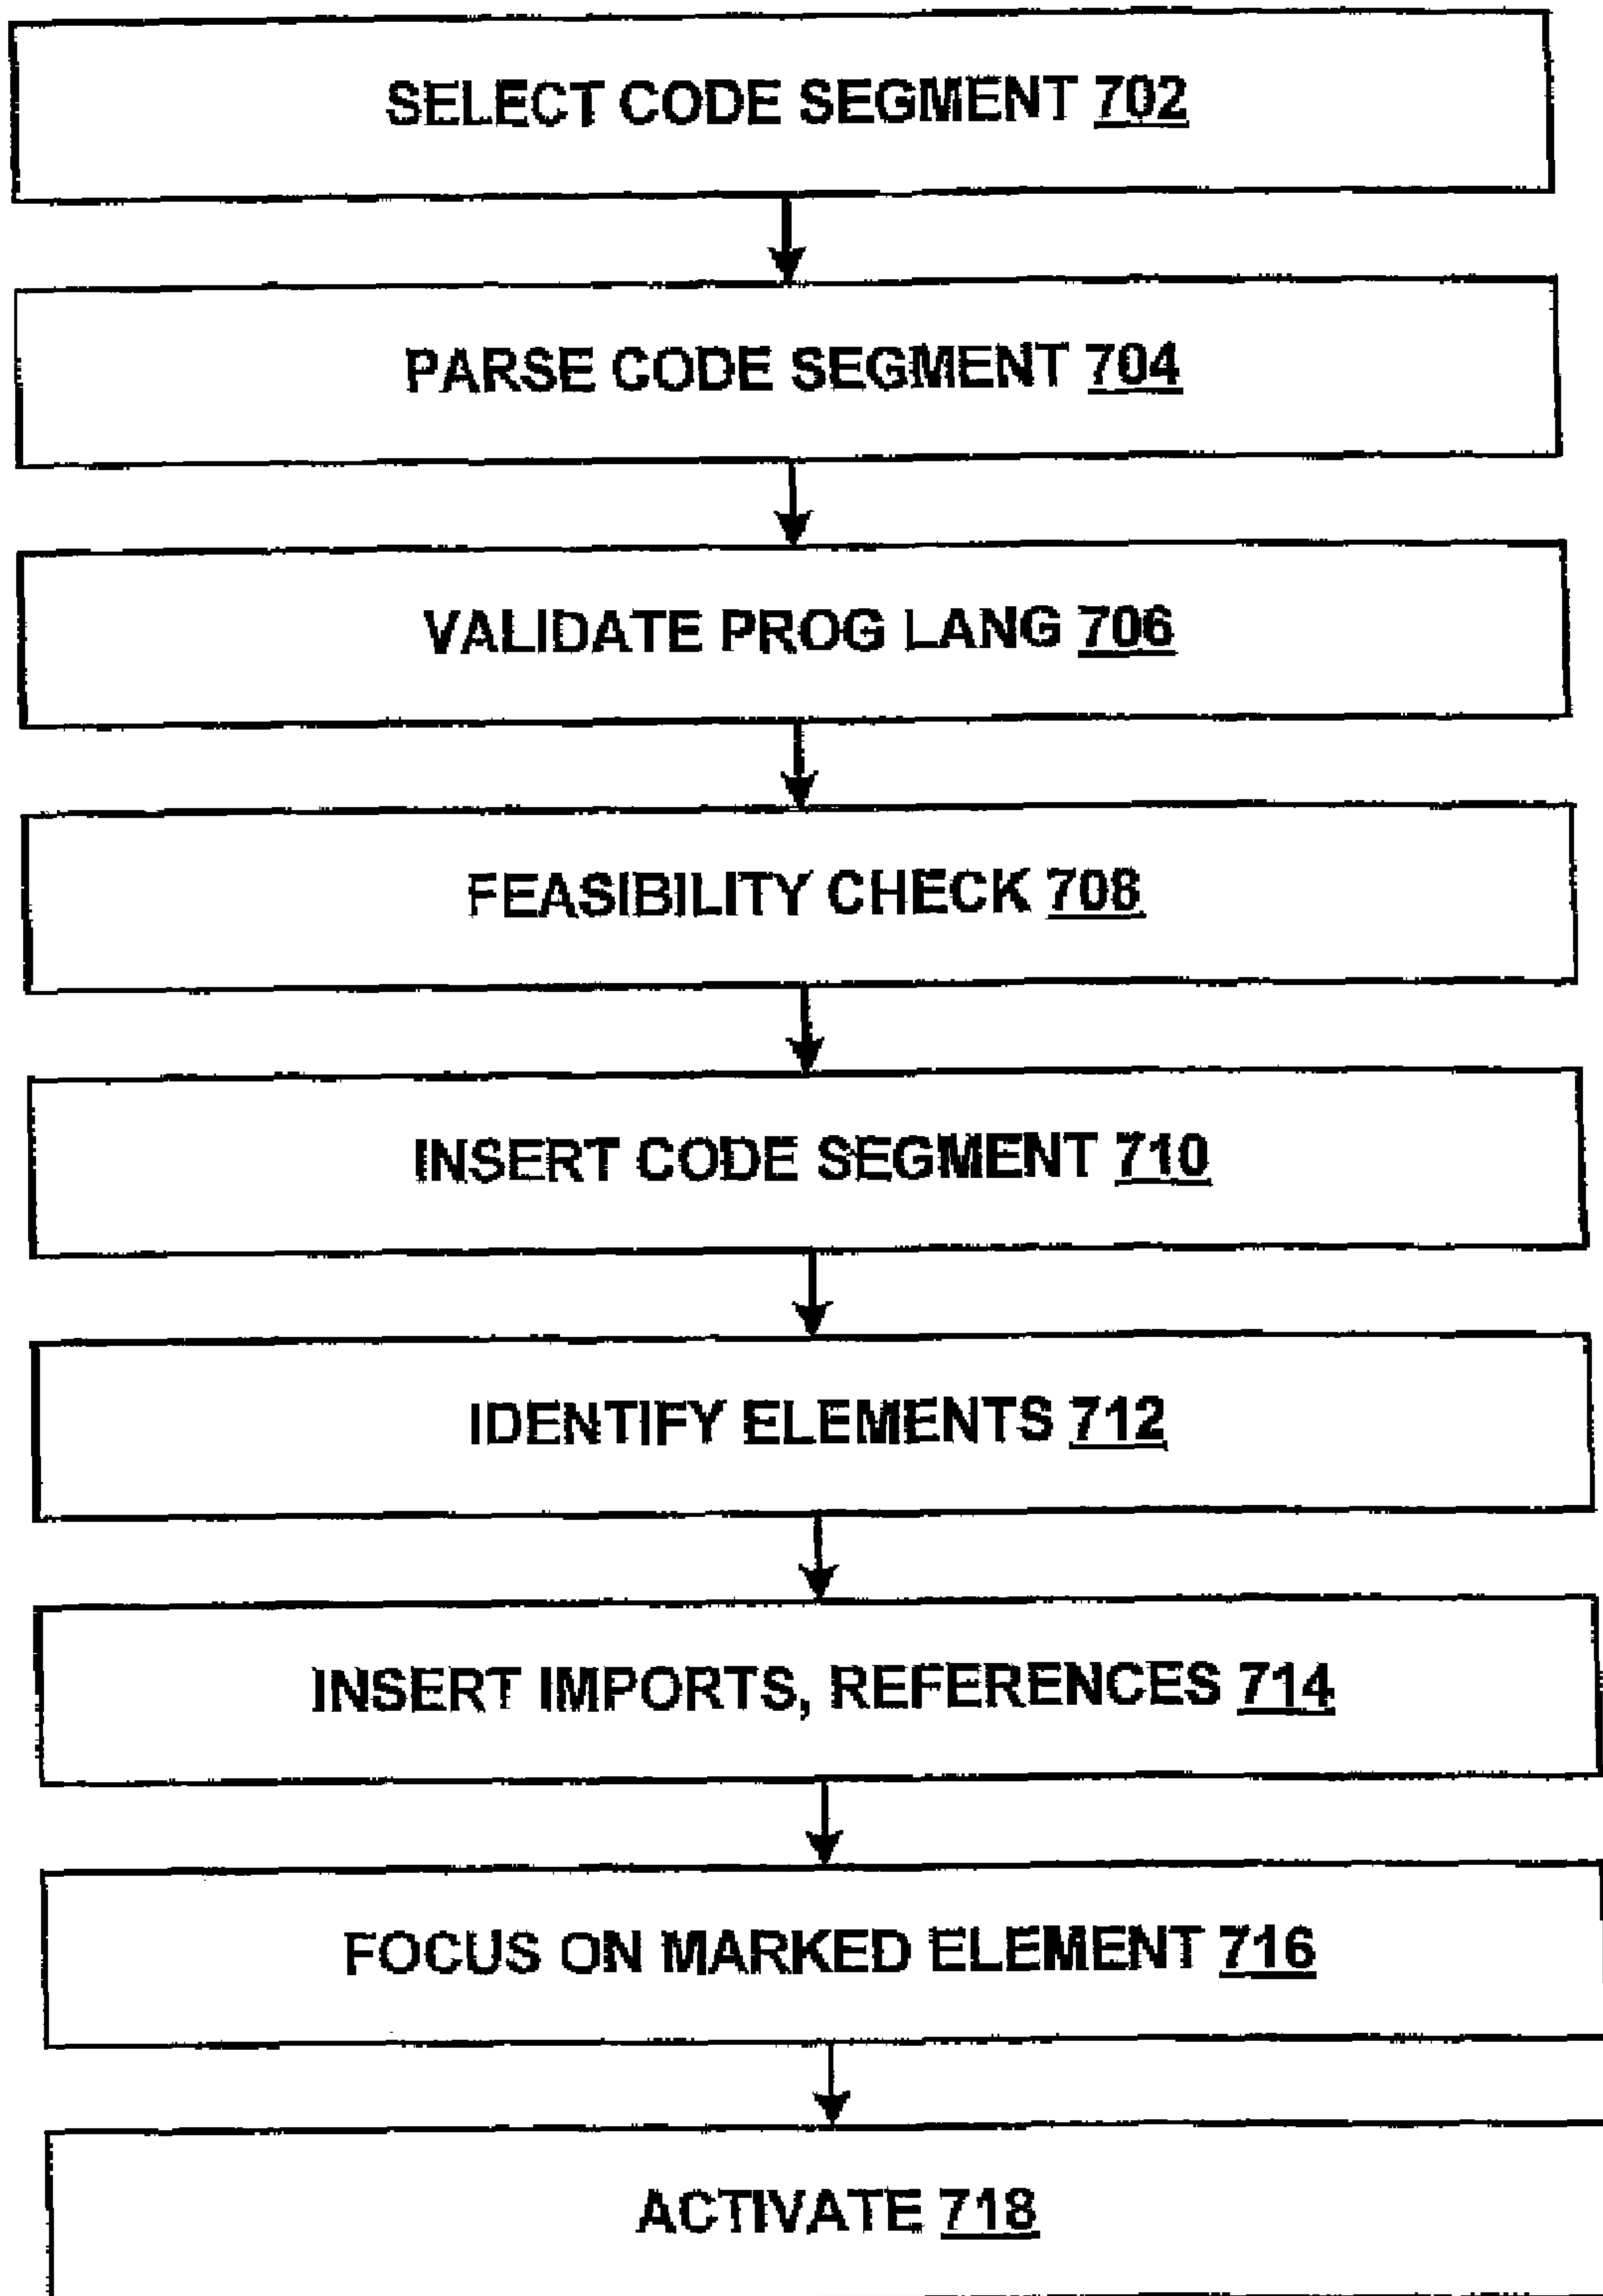 SELECT CODE SEGMENT 702
PARSE CODE SEGMENT 704
VALIDATE PROG LANG 706
FEASIBILITY CHECK 708
INSERT CODE SEGMENT 710
IDENTIFY ELEMENTS 712
INSERT IMPORTS, REFERENCES 714
FOCUS ON MARKED ELEMENT 716
ACTIVATE 718